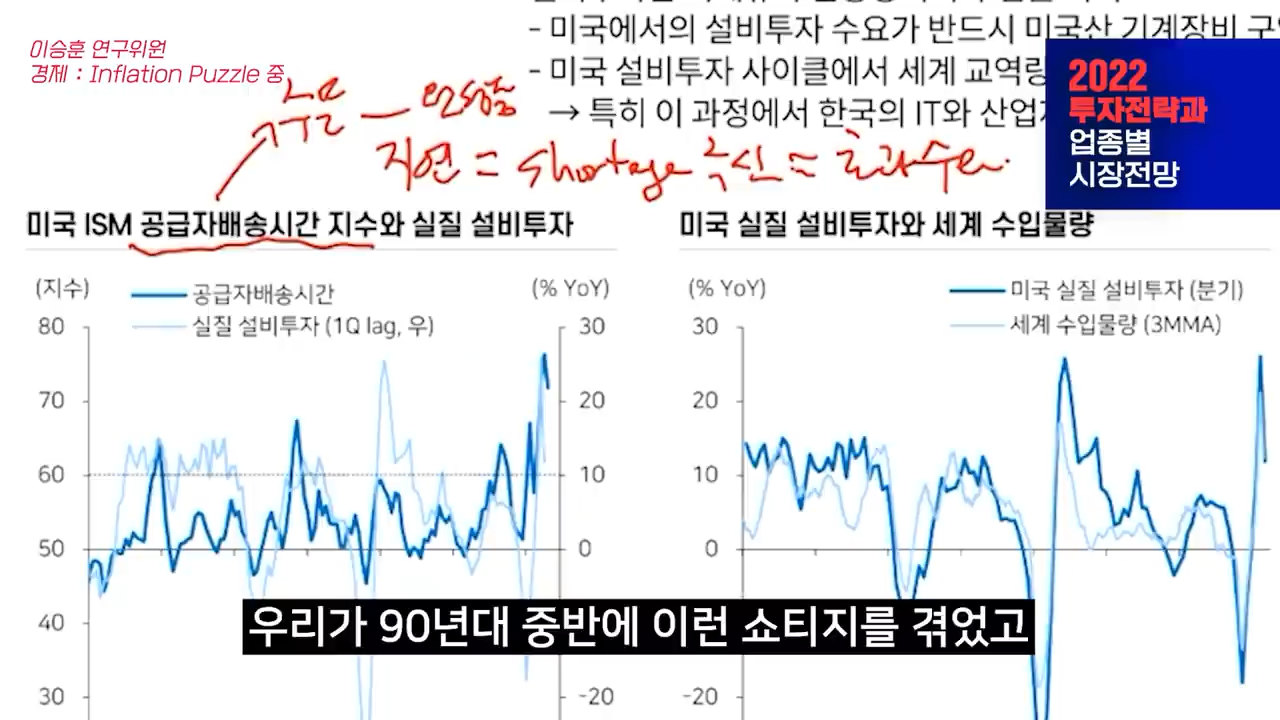 이승훈 연구위원
경제 : Inflation Puzzle 중
- 미국에서의 설비투자 수요가 반드시 미국산 기계장비
- 미국 설비투자 사이클에서 세계 교역량
→ 특히 이 과정에서 한국의 IT와
2022
투자전략과
업종별
시장전망
수요
지연 = shortage 극심 = 초과수요
미국 ISM 공급자배송시간 지수와 실질 설비투자
(지수)
(% YoY)
공급자배송시간
실질 설비투자 (1Q lag, 우)
80
70
60
50
40
30
30
20
10
0
-20
미국 실질 설비투자와 세계 수입물량
(% YoY)
미국 실질 설비투자 (분기)
세계 수입물량 (3MMA)
30
20
10
0
-20
우리가 90년대 중반에 이런 쇼티지를 겪었고